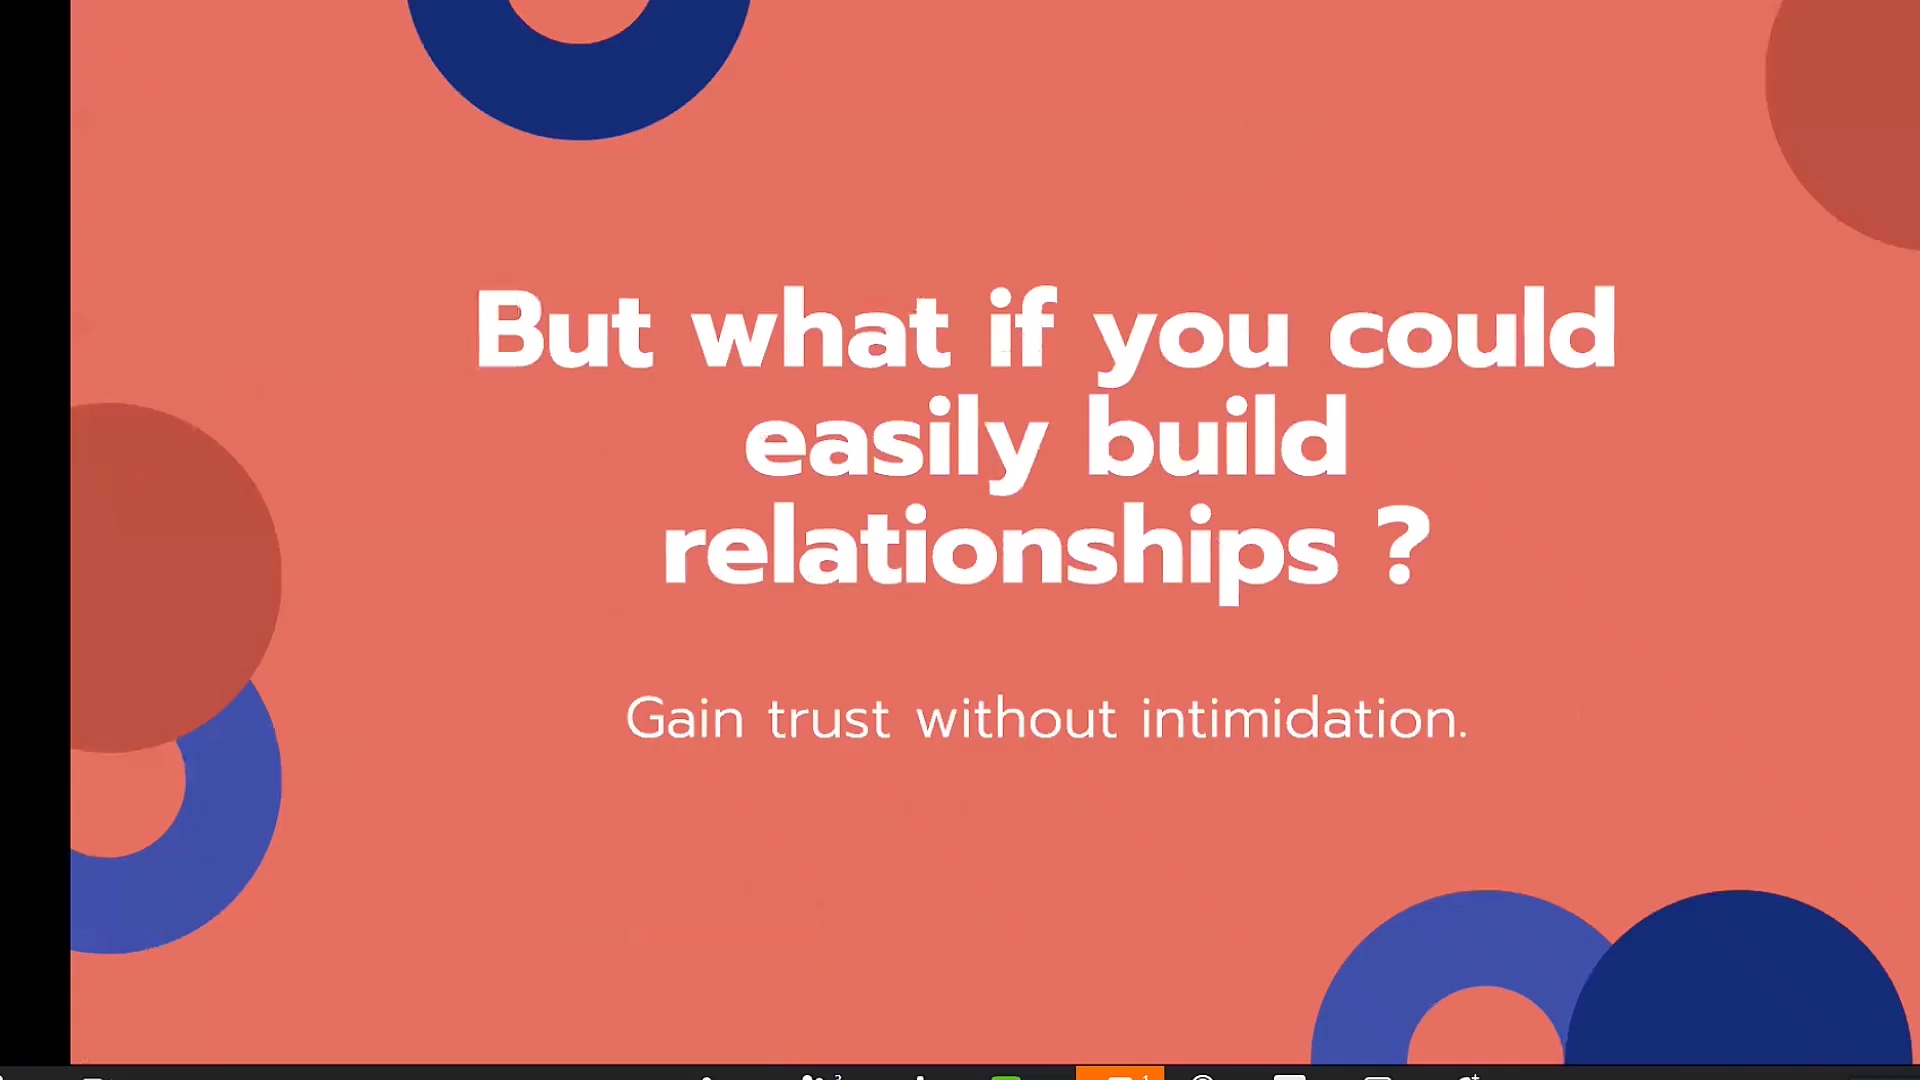 But what if you could
easily build
relationships ?
Gain trust without intimidation.